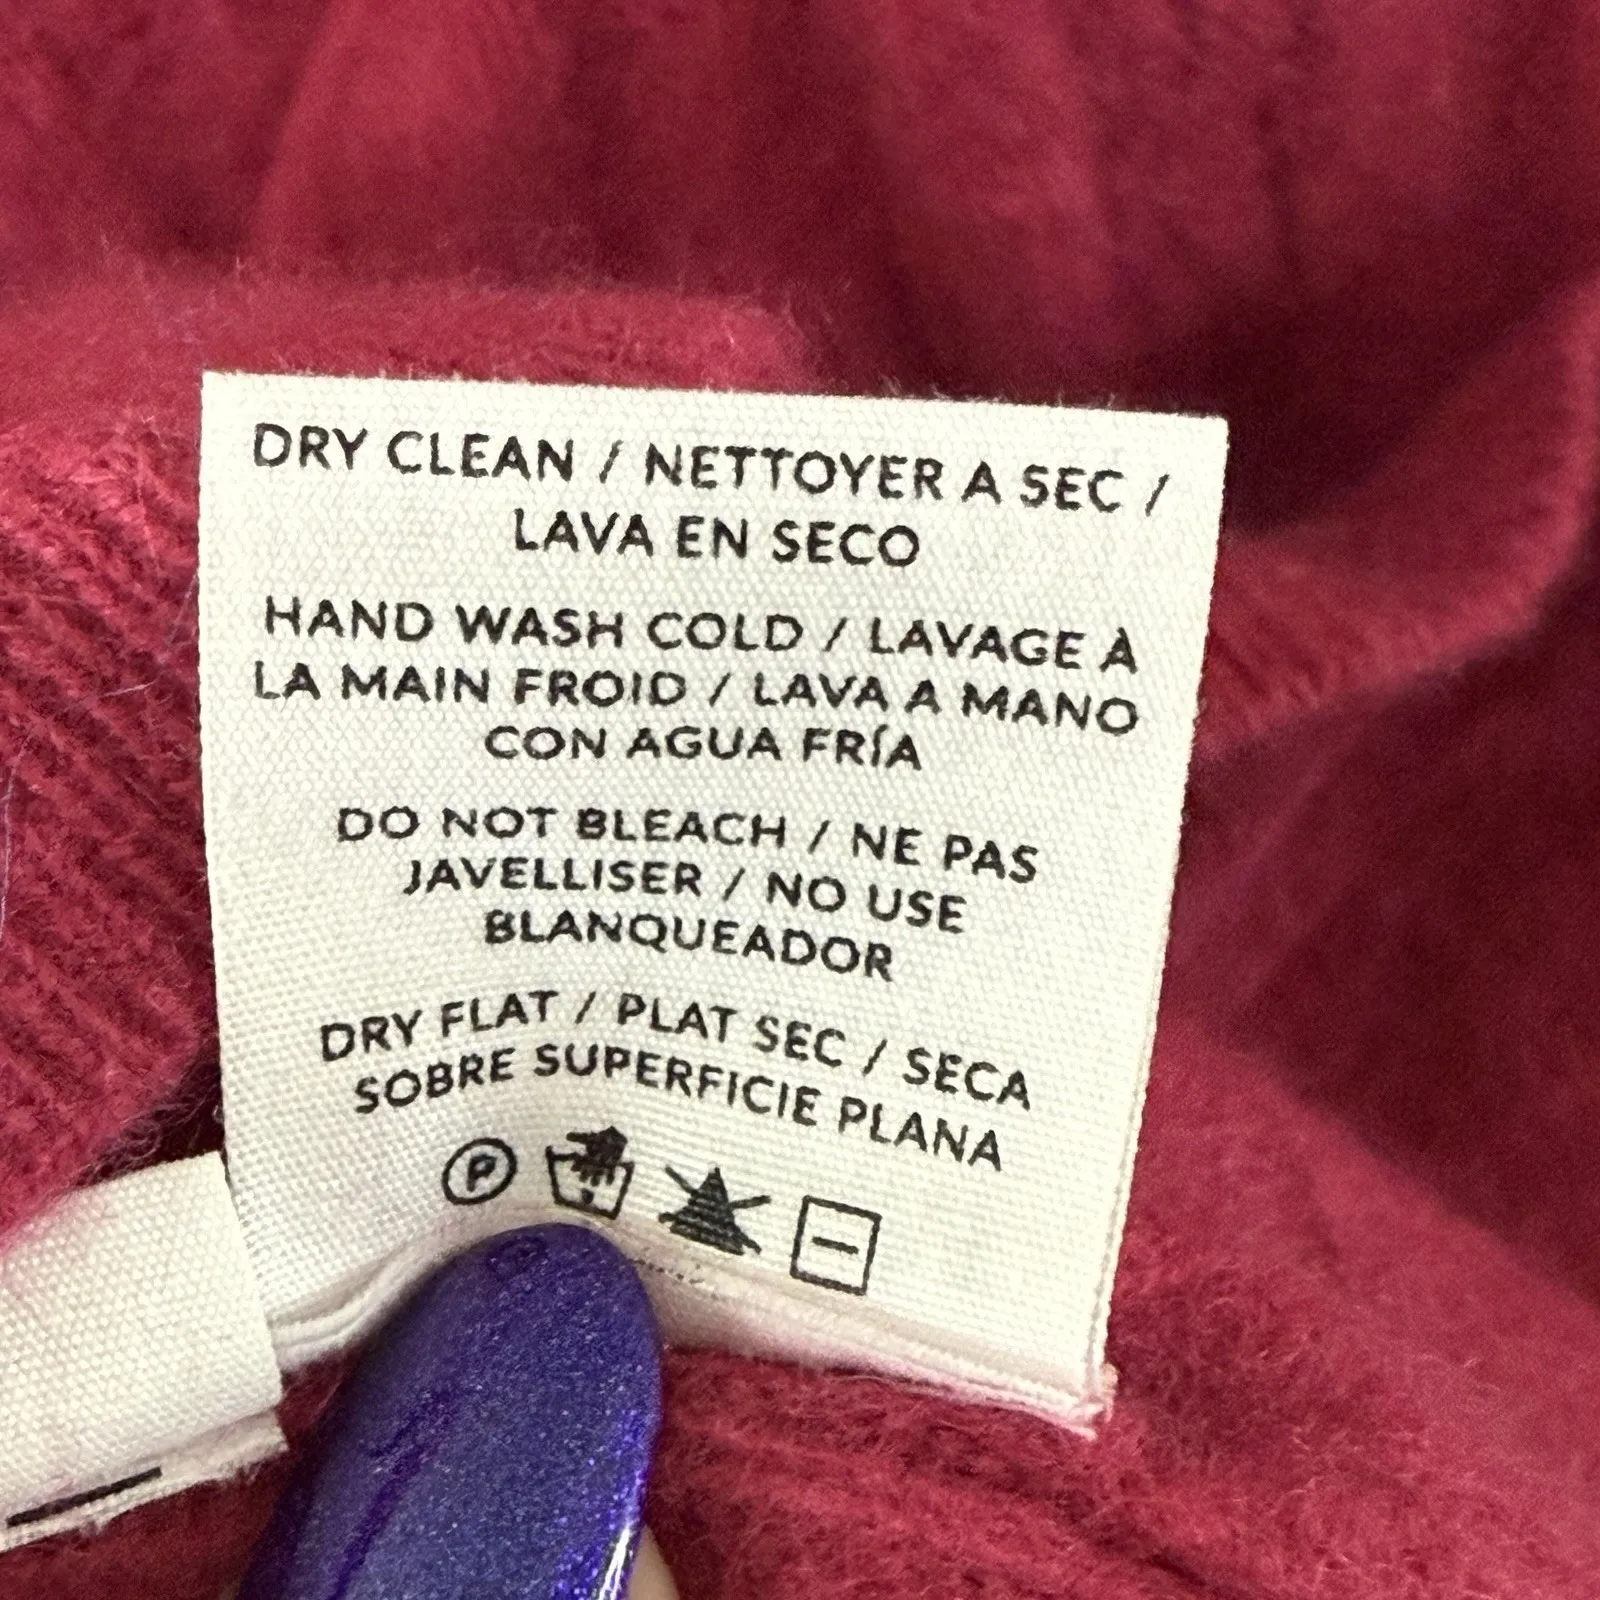 DRY CLEAN / NETTOYER A SEC /
LAVA EN SECO
HAND WASH COLD / LAVAGE À
LA MAIN FROID / LAVA A MANO
CON AGUA FRÍA
DO NOT BLEACH / NE PAS
JAVELLISER / NO USE
BLANQUEADOR
DRY FLAT / PLAT SEC / SECA
SOBRE SUPERFICIE PLANA
P